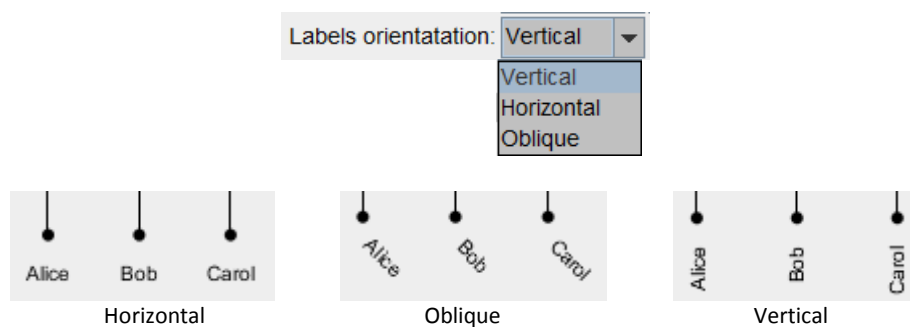 Labels orientatation: Vertical
Vertical
Horizontal
Oblique
Alice Bob Carol
Alice Bob Carol
Alice Bob Carol
Horizontal Oblique Vertical